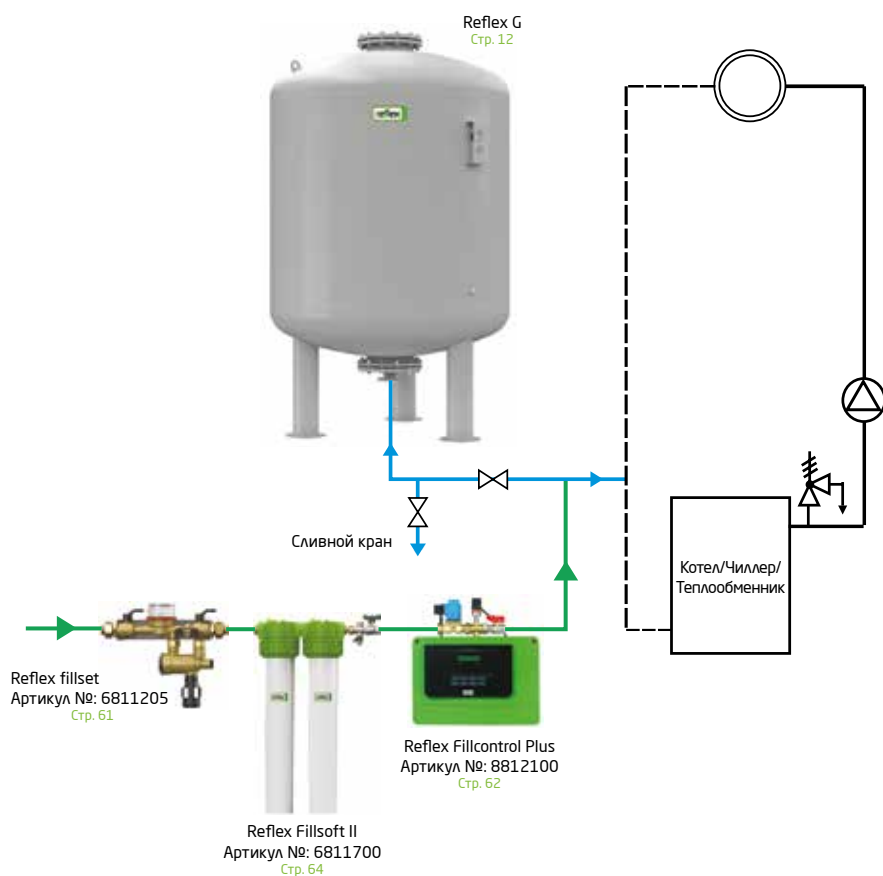 Reflex G
Стр. 12
reflex
Сливной кран
Котел/Чиллер/
Теплообменник
Reflex fillset
Артикул №: 6811205
Стр. 61
Reflex Fillcontrol Plus
Артикул №: 8812100
Стр. 62
Reflex Fillsoft II
Артикул №: 6811700
Стр. 64